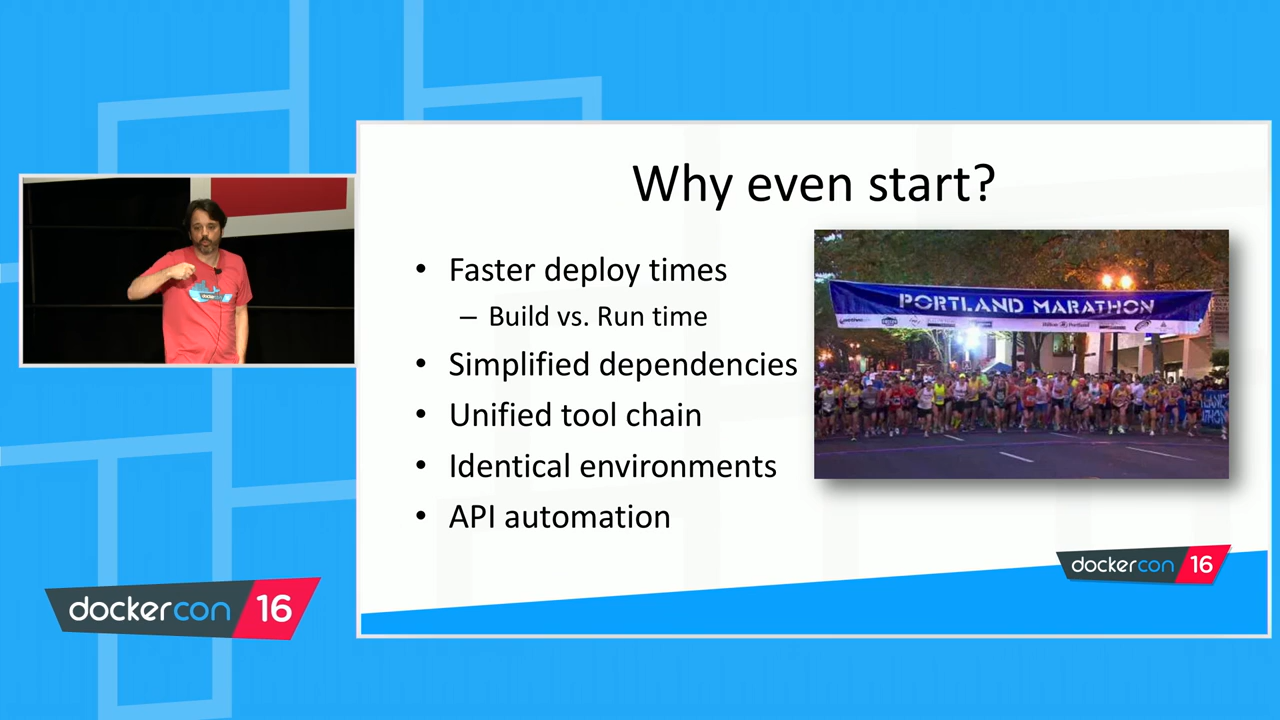 Why even start?
• Faster deploy times
– Build vs. Run time
• Simplified dependencies
• Unified tool chain
• Identical environments
• API automation
PORTLAND MARATHON
dockercon 16
dockercon 16